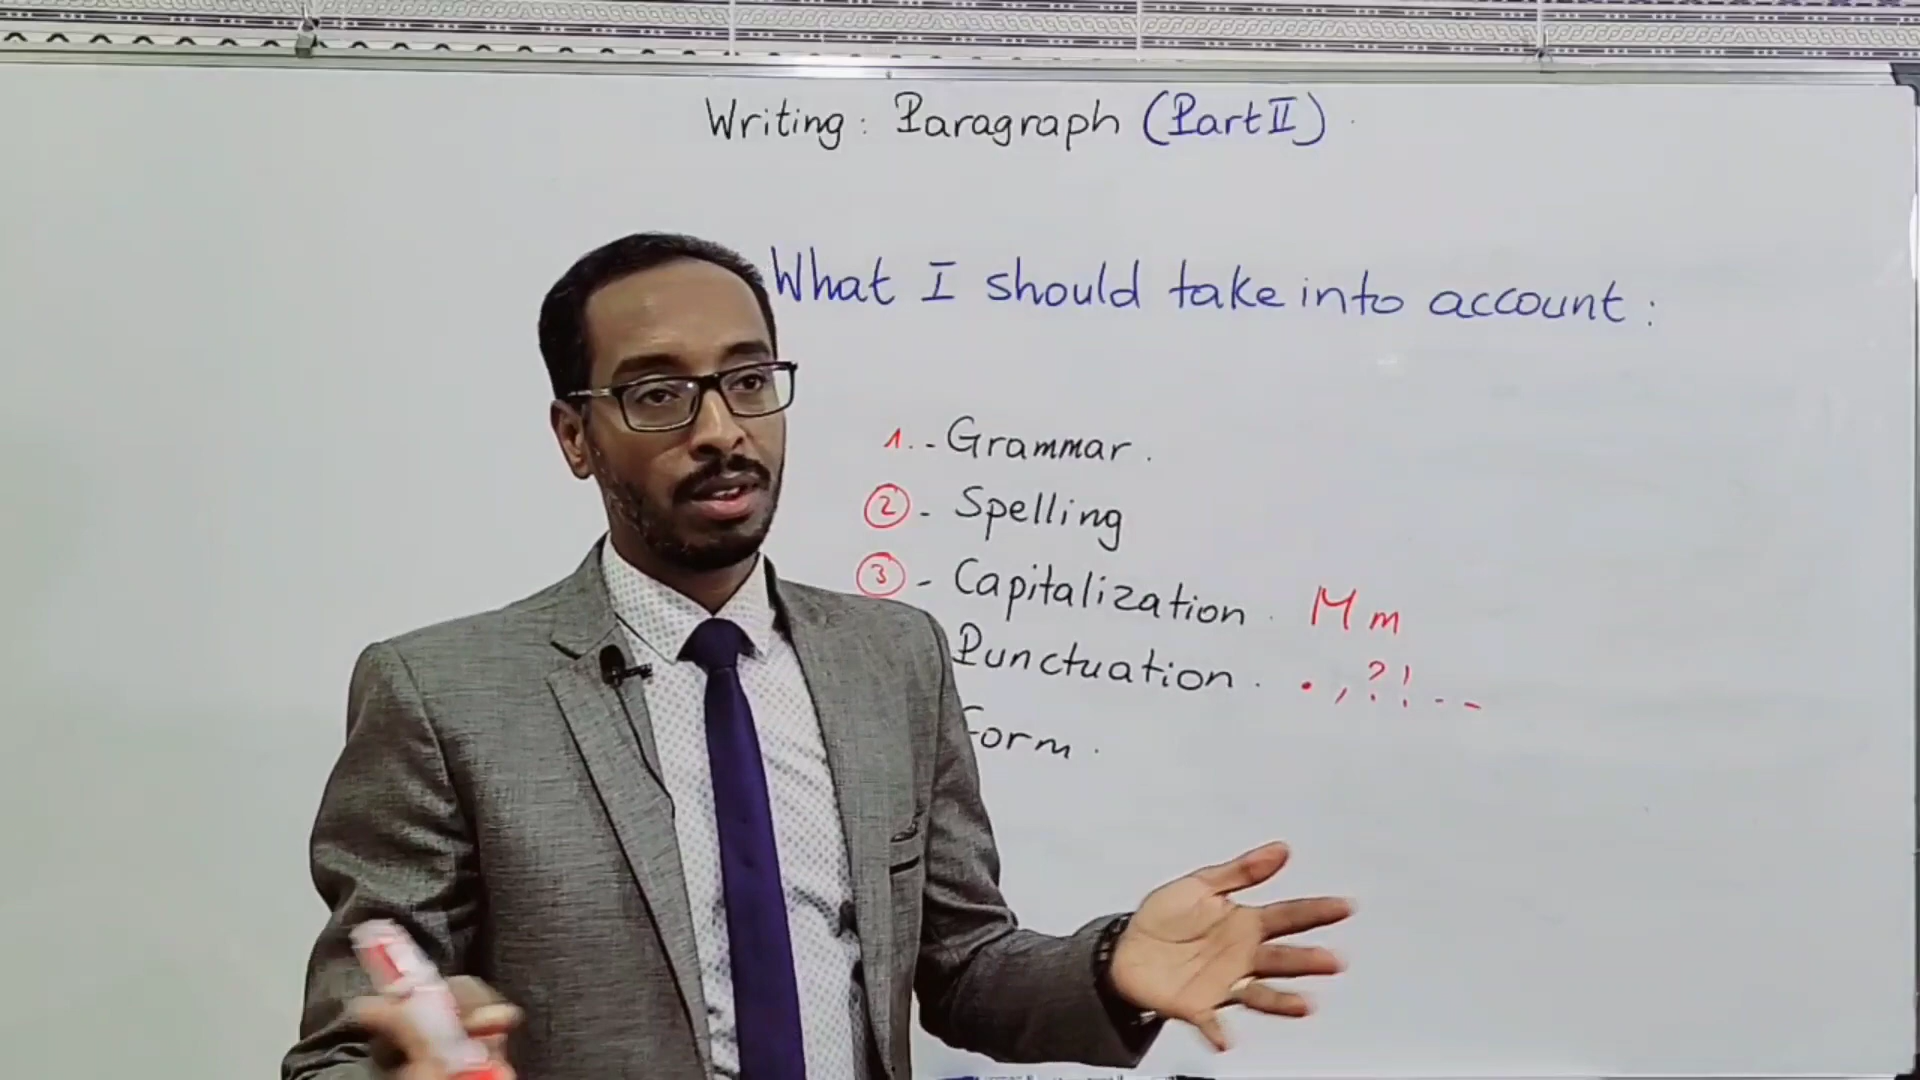 Writing: Paragraph (Part II).
What I should take into account:
1.- Grammar.
2 - Spelling
3 - Capitalization. M m
Punctuation. . , ? ! - -
Form.